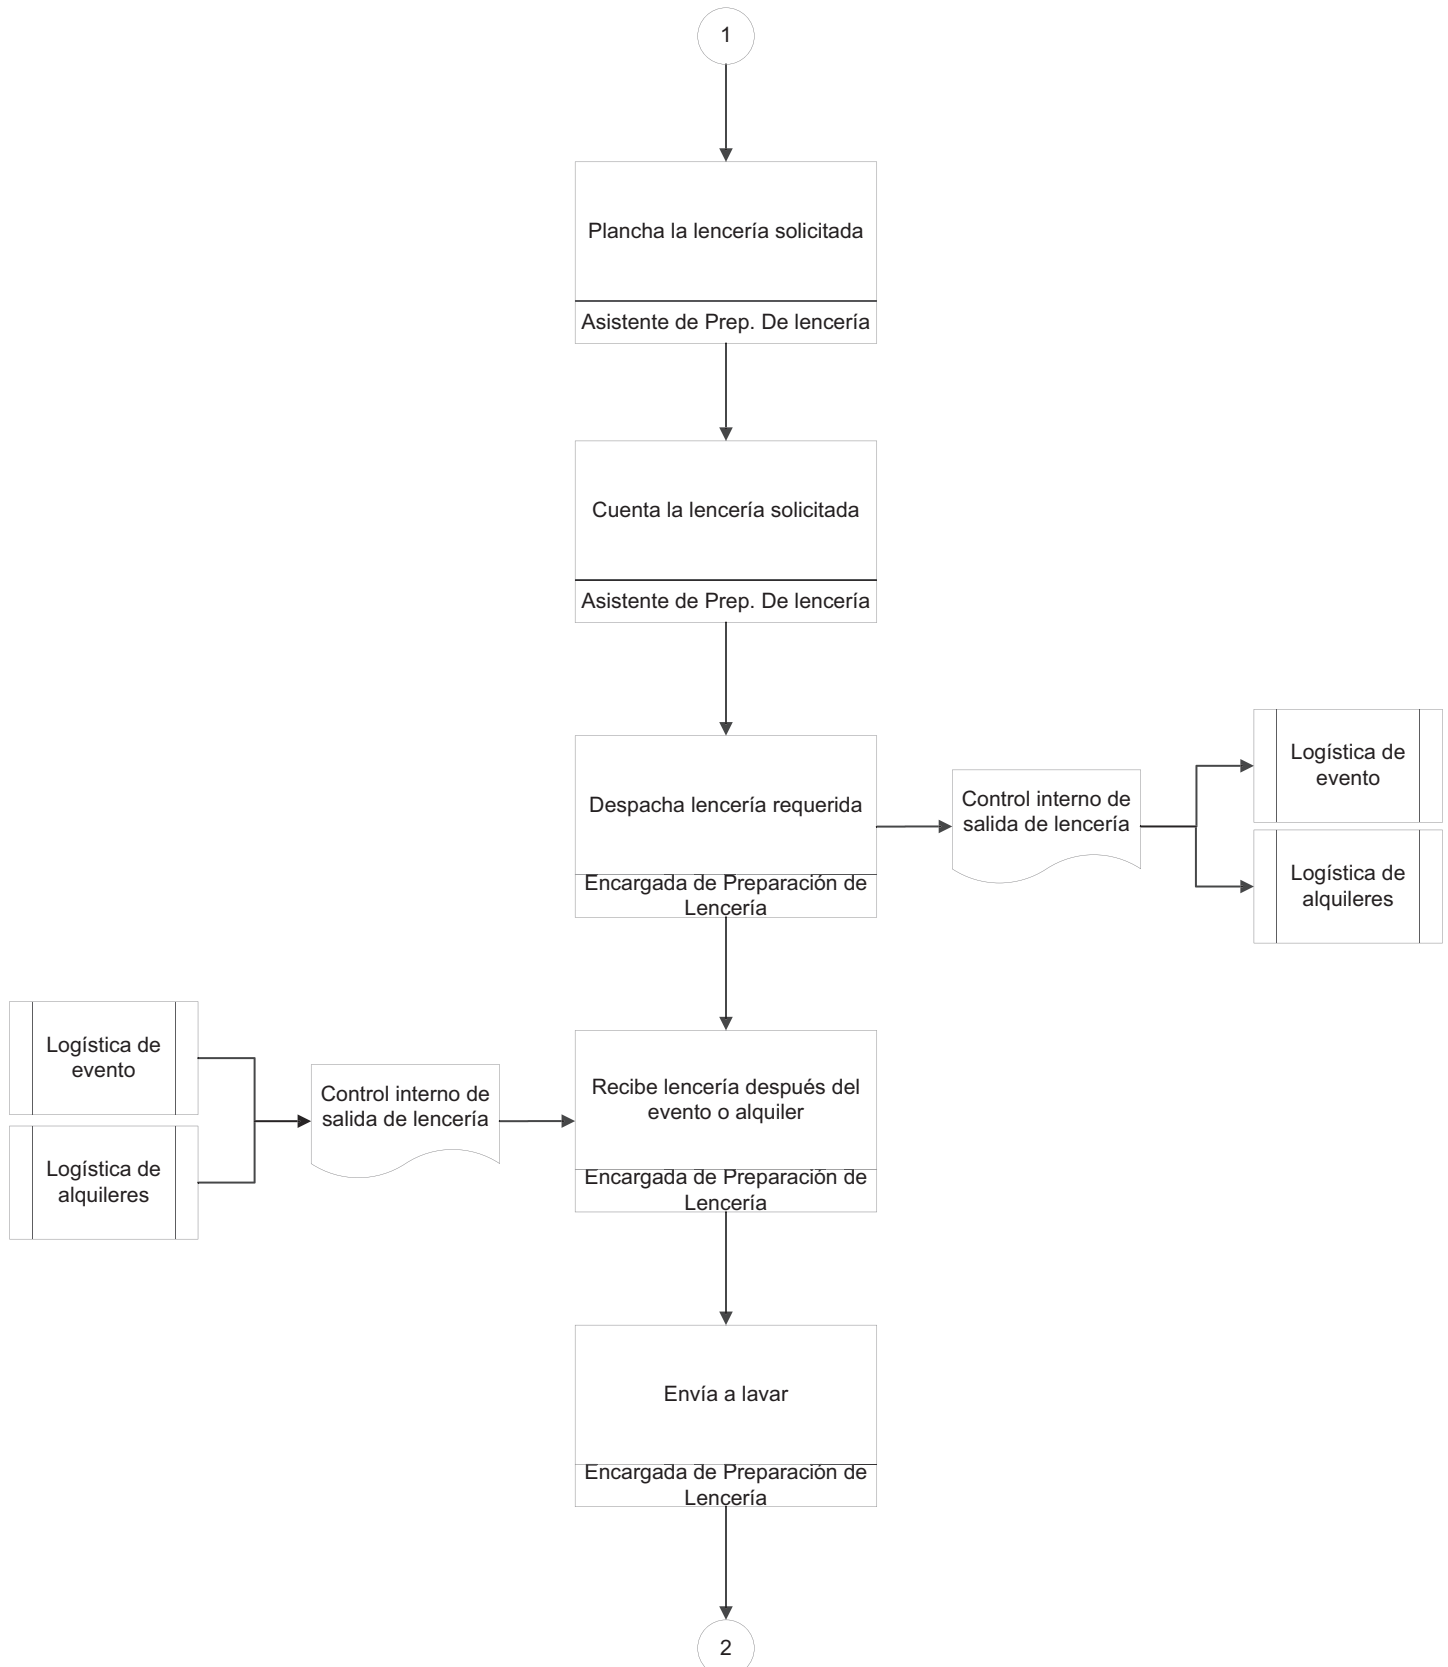 1
Plancha la lencería solicitada
Asistente de Prep. De lencería
Cuenta la lencería solicitada
Asistente de Prep. De lencería
Despacha lencería requerida
Encargada de Preparación de
Lencería
Control interno de
salida de lencería
Logística de
evento
Logística de
alquileres
Logística de
evento
Logística de
alquileres
Control interno de
salida de lencería
Recibe lencería después del
evento o alquiler
Encargada de Preparación de
Lencería
Envía a lavar
Encargada de Preparación de
Lencería
2